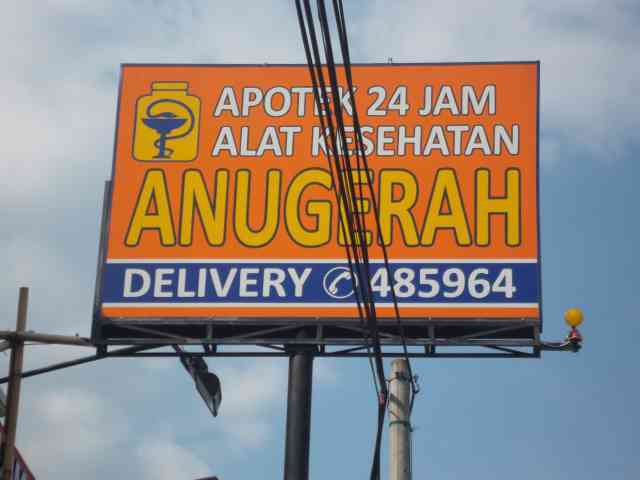 APOTEK 24 JAM
ALAT KESEHATAN
ANUGERAH
DELIVERY 485964